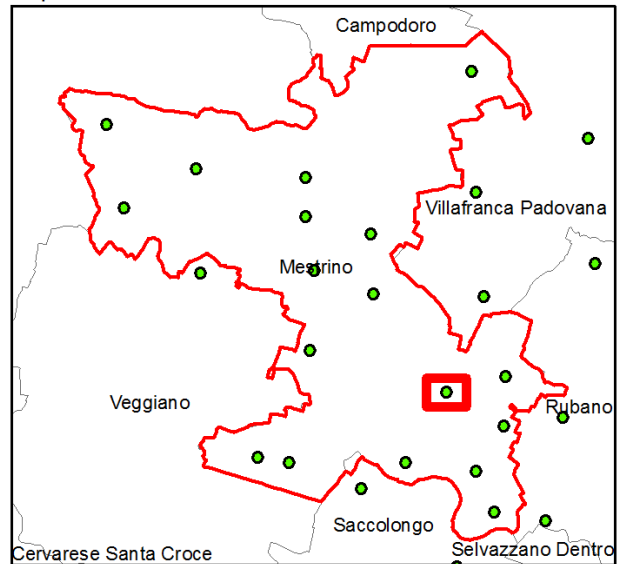 Campodoro
Villafranca Padovana
Mestrino
Veggiano
Rubano
Saccolongo
Cervarese Santa Croce
Selvazzano Dentro